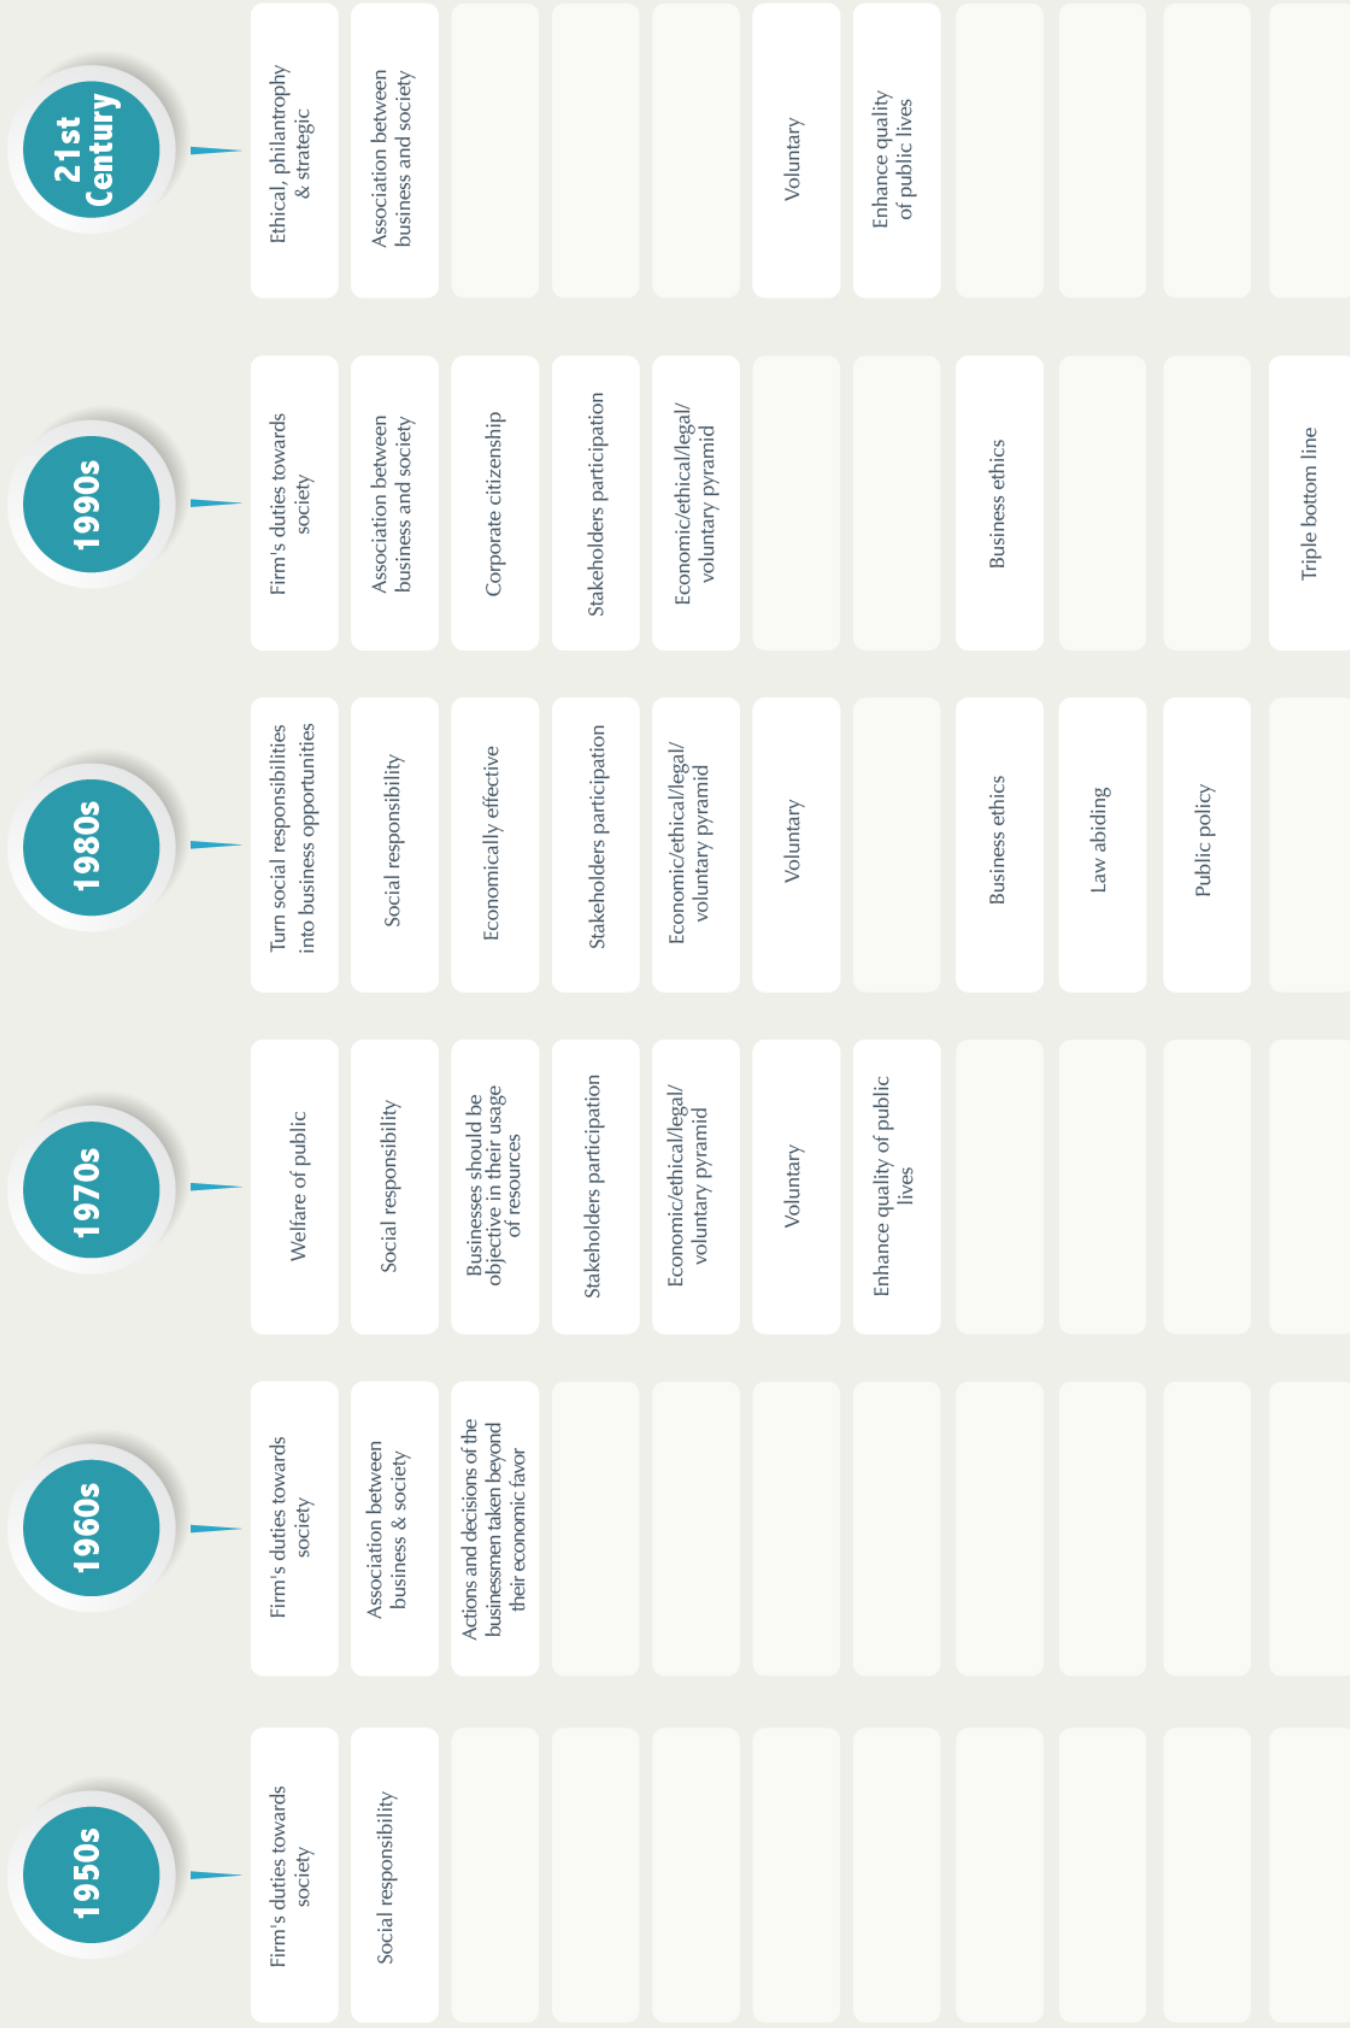 1950s
Firm's duties towards
society
Social responsibility
1960s
Firm's duties towards
society
Association between
business & society
Actions and decisions of the
businessmen taken beyond
their economic favor
1970s
Welfare of public
Social responsibility
Businesses should be
objective in their usage
of resources
Stakeholders participation
Economic/ethical/legal/
voluntary pyramid
Voluntary
Enhance quality of public
lives
1980s
Turn social responsibilities
into business opportunities
Social responsibility
Economically effective
Stakeholders participation
Economic/ethical/legal/
voluntary pyramid
Voluntary
Business ethics
Law abiding
Public policy
1990s
Firm's duties towards
society
Association between
business and society
Corporate citizenship
Stakeholders participation
Economic/ethical/legal/
voluntary pyramid
Business ethics
Triple bottom line
21st
Century
Ethical, philantrophy
& strategic
Association between
business and society
Voluntary
Enhance quality
of public lives